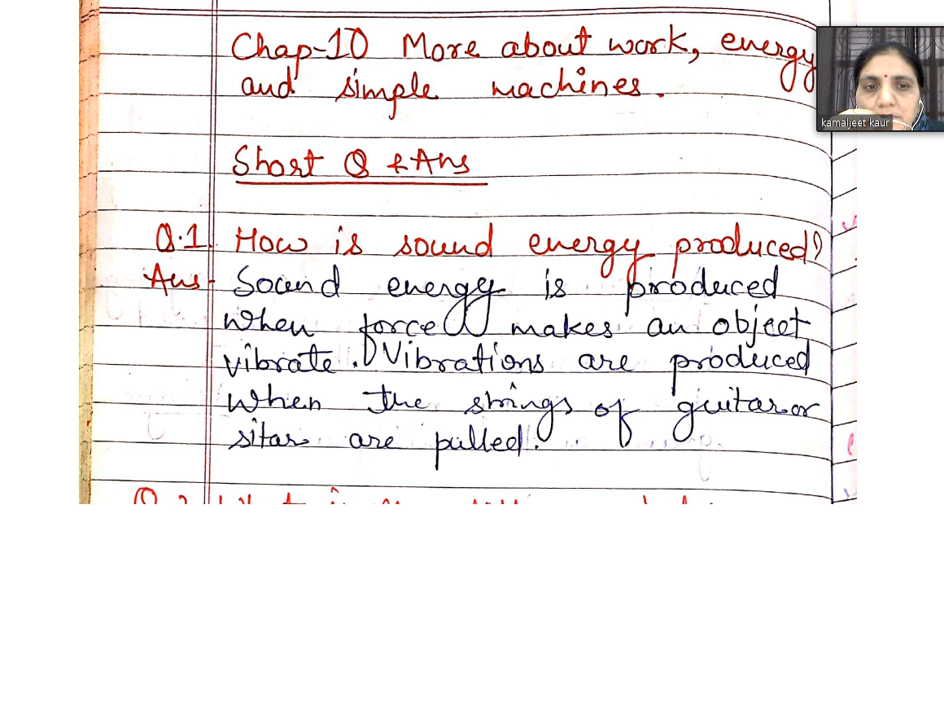 Chap-10 More about work, energy
and simple machines.
kamaljeet kaur
Short Q & Ans
Q.1. How is sound energy produced?
Ans- Sound energy is produced
when force makes an object
vibrate. Vibrations are produced
when the strings of guitar or
sitar are pulled.